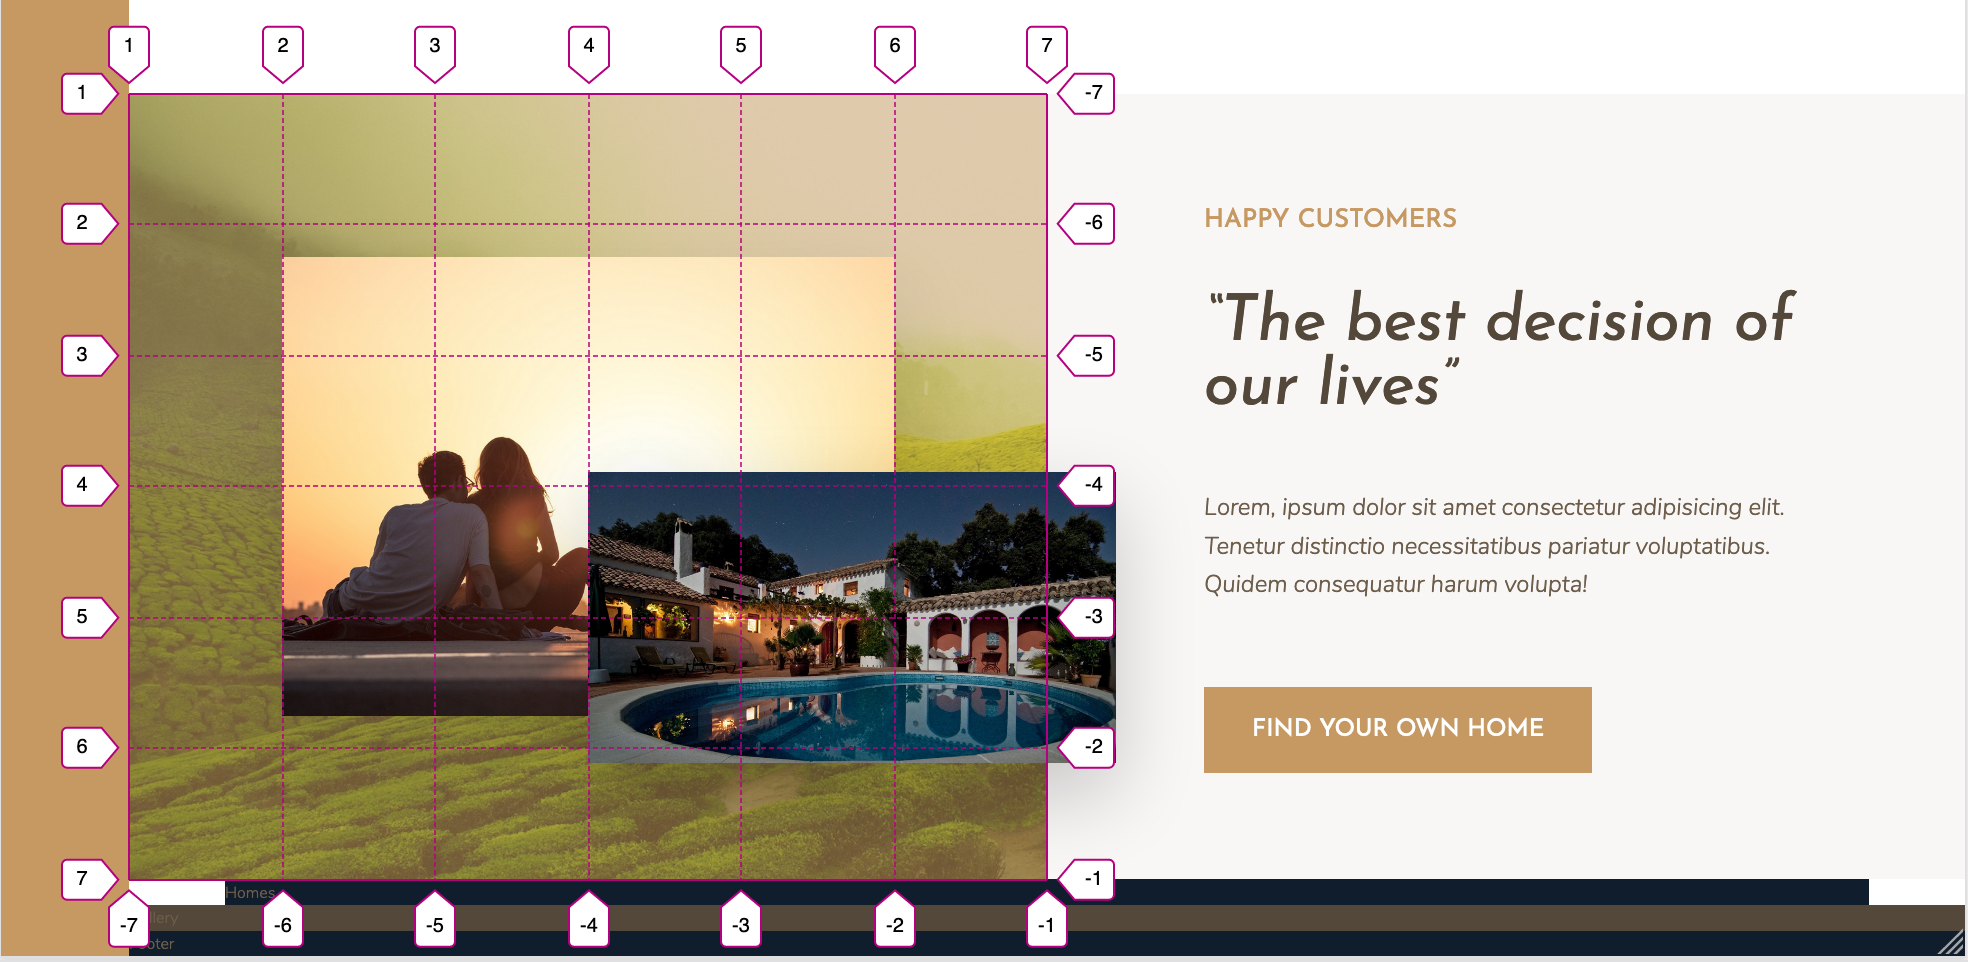 1 2 3 4 5 6 7
1 -7
2 -6
HAPPY CUSTOMERS
3 -5
“The best decision of
our lives”
4 -4
Lorem, ipsum dolor sit amet consectetur adipisicing elit.
Tenetur distinctio necessitatibus pariatur voluptatibus.
Quidem consequatur harum volupta!
5 -3
6 -2
FIND YOUR OWN HOME
7 -1
Homes
llery
oter
-7 -6 -5 -4 -3 -2 -1